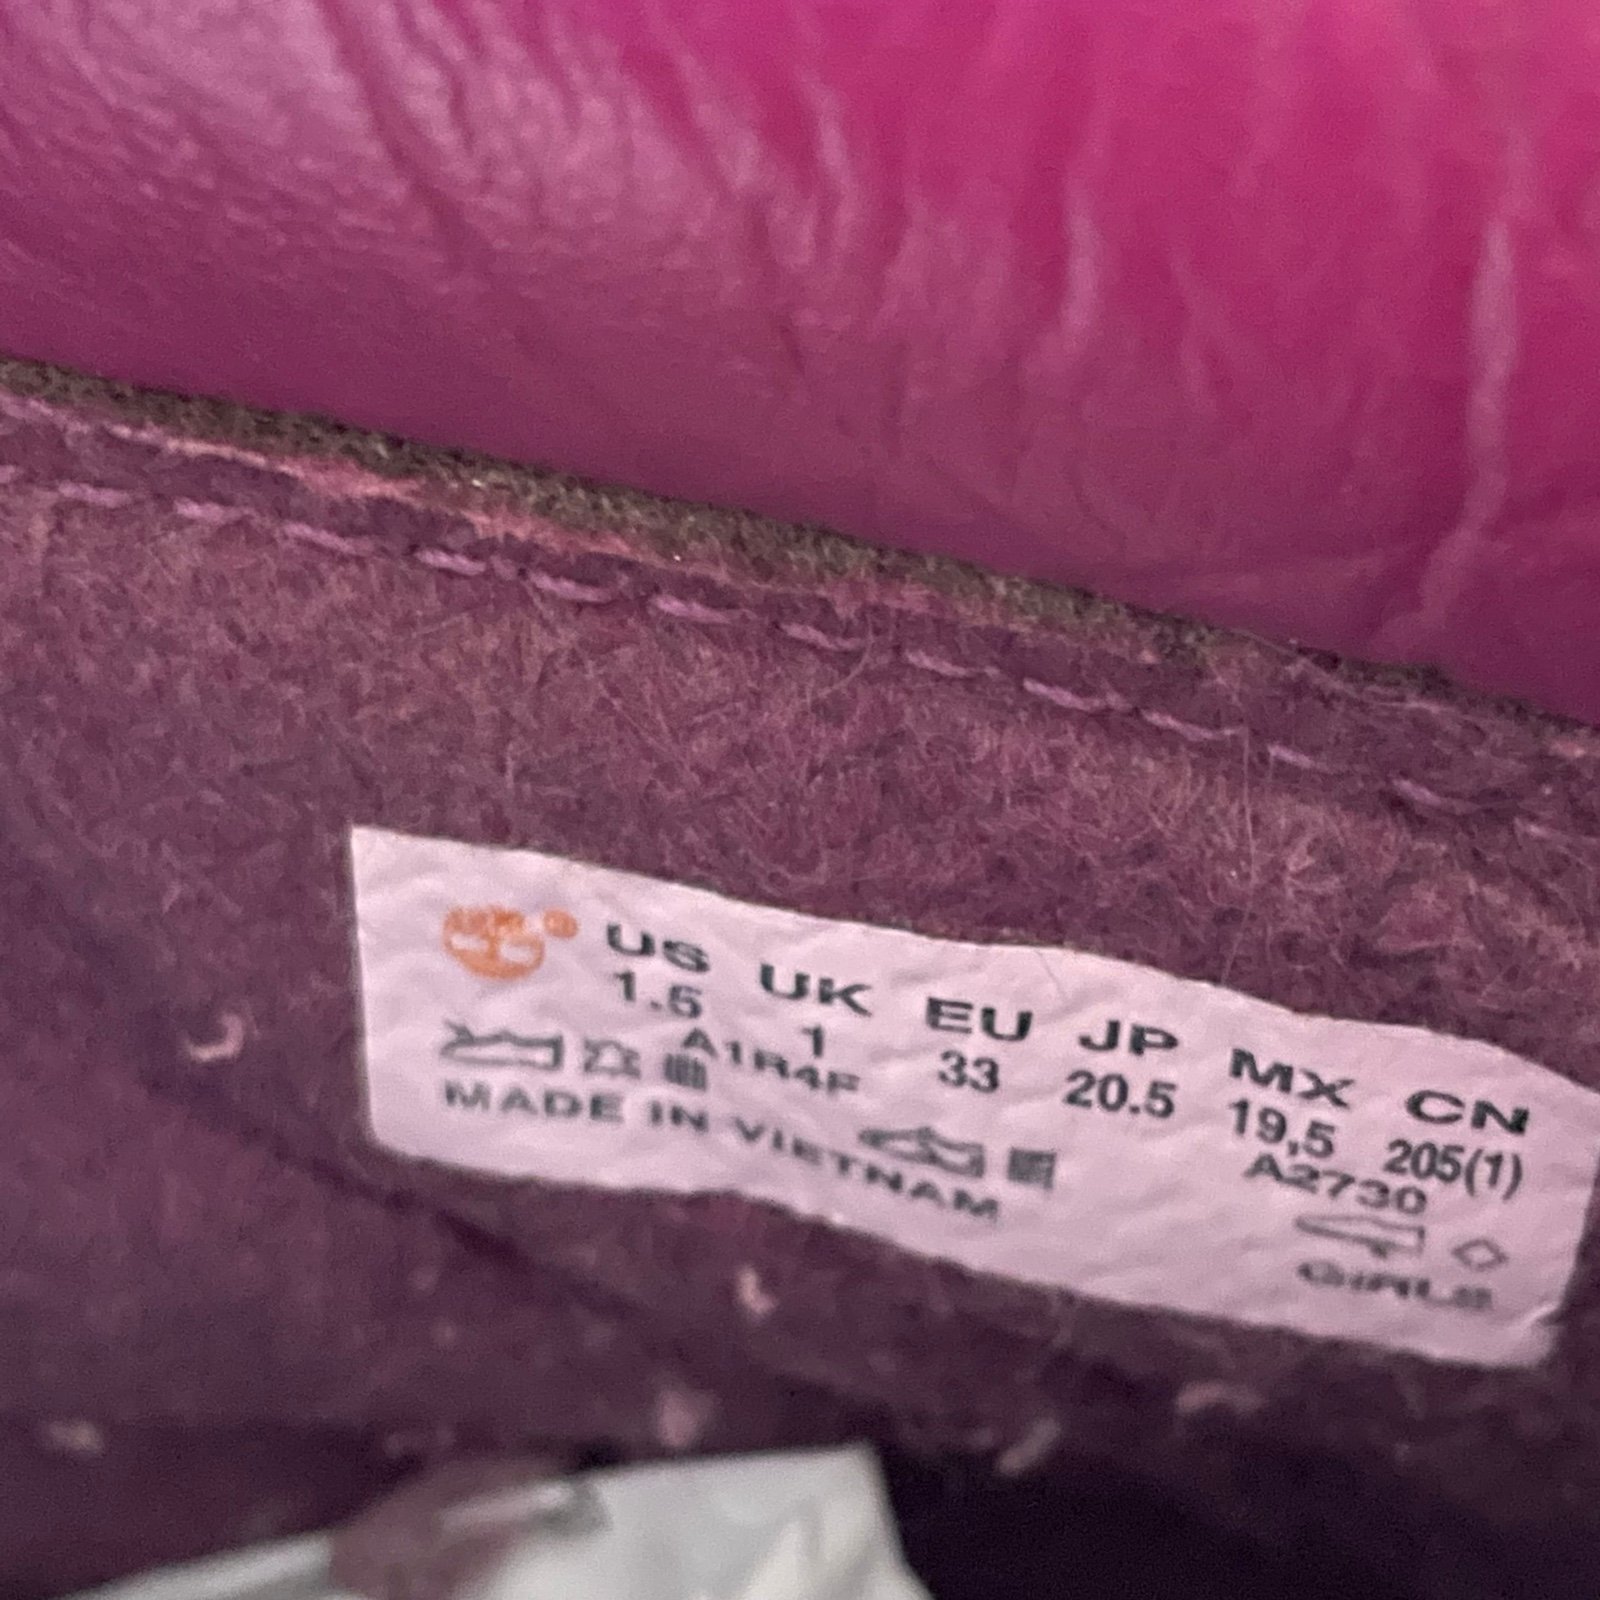 US UK EU JP MX CN
1.5 1 33 20.5 19,5 205(1)
A1R4F A2730
MADE IN VIETNAM
GIRLS